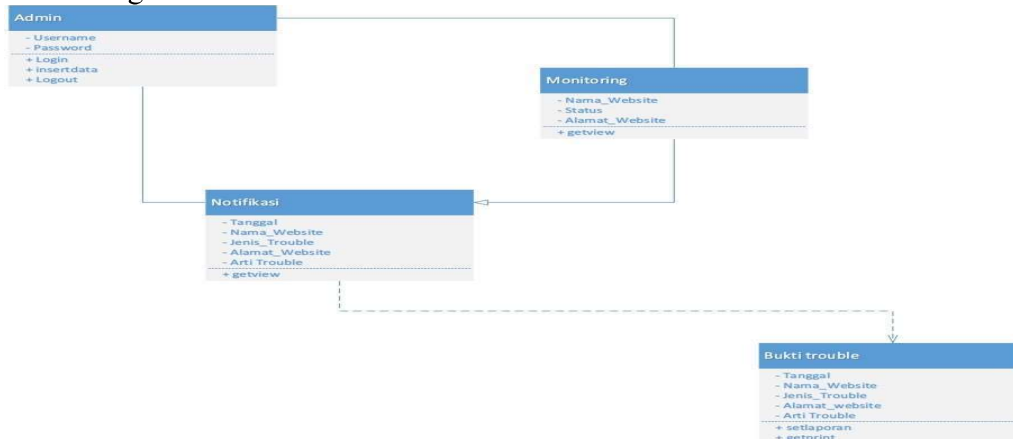 Admin
- Username
- Password
+ Login
+ insertdata
+ Logout
Monitoring
- Nama_Website
- Status
- Alamat_Website
+ getview
Notifikasi
- Tanggal
- Nama_Website
- Jenis_Trouble
- Alamat_Website
- Arti Trouble
+ getview
Bukti trouble
- Tanggal
- Nama_Website
- Jenis_Trouble
- Alamat_website
- Arti Trouble
+ setlaporan
+ getprint